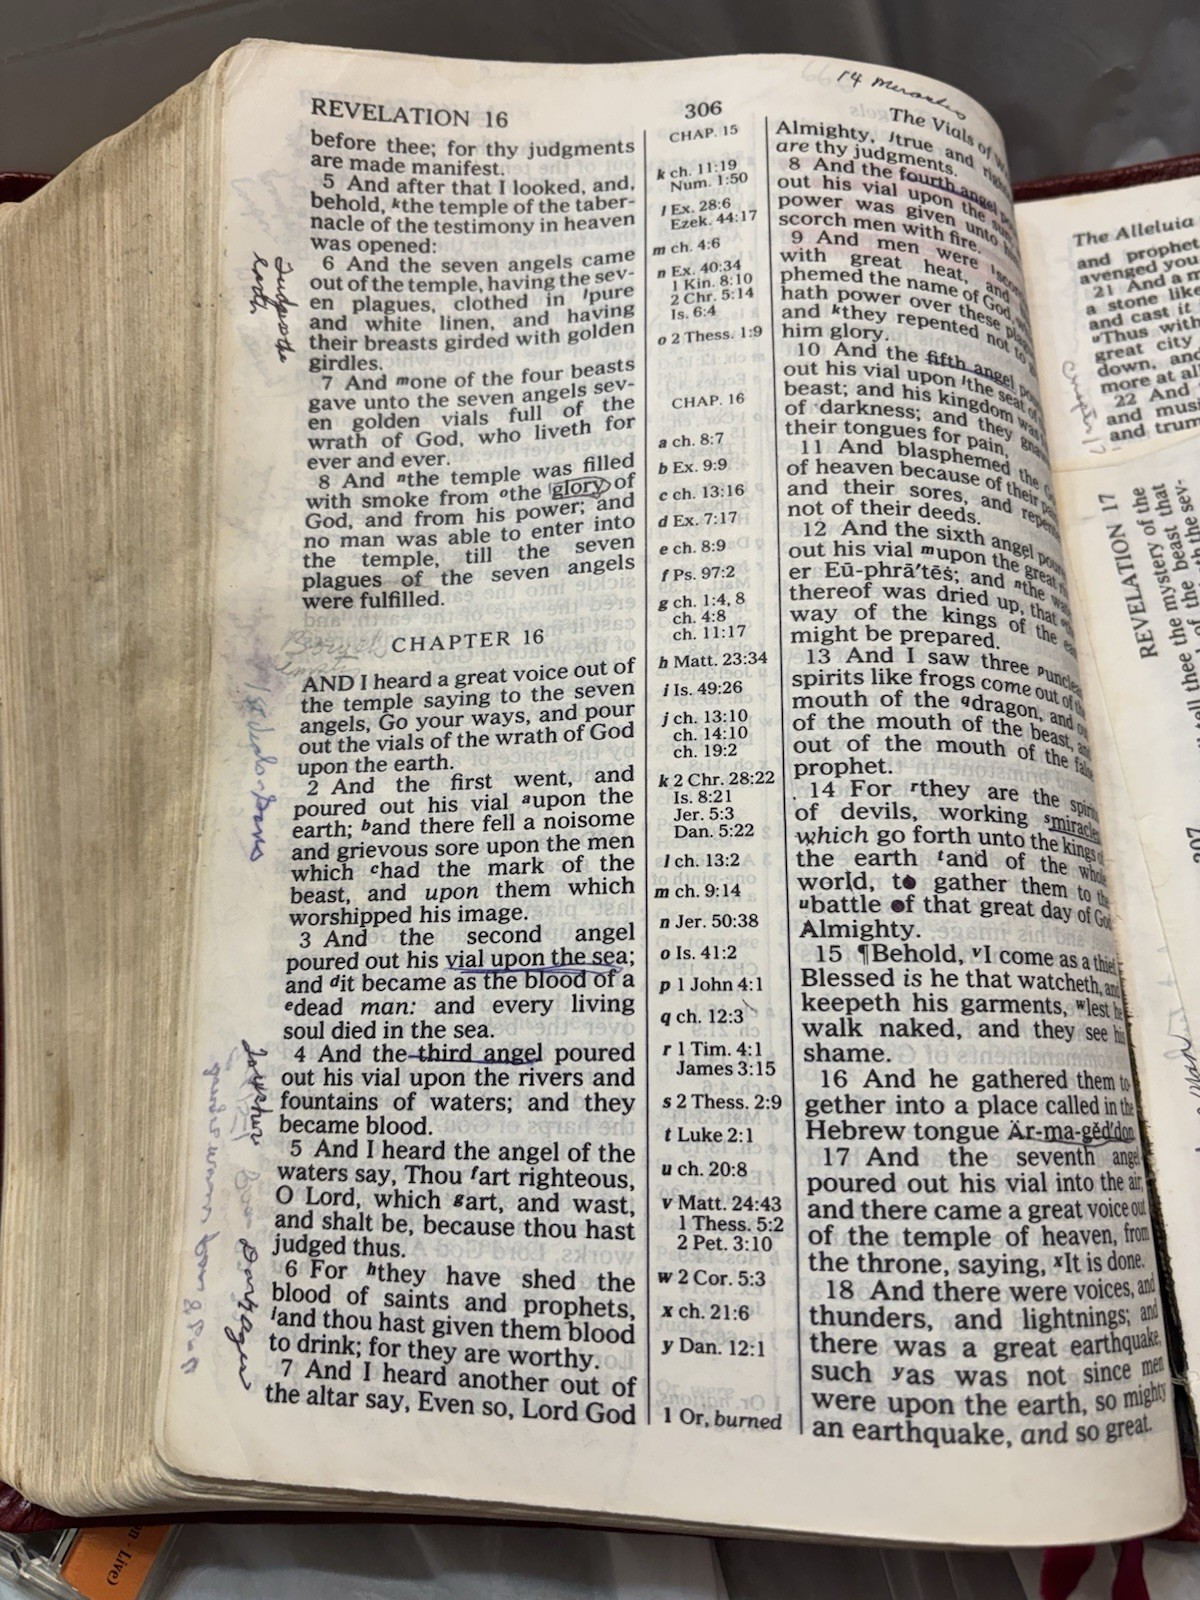 14
REVELATION 16
306
The Vials of
before thee; for thy judgments
are made manifest.
5 And after that I looked, and,
behold, kthe temple of the taber-
nacle of the testimony in heaven
was opened:
6 And the seven angels came
out of the temple, having the sev-
en plagues, clothed in lpure
and white linen, and having
their breasts girded with golden
girdles.
7 And mone of the four beasts
gave unto the seven angels sev-
en golden vials full of the
wrath of God, who liveth for
ever and ever.
8 And nthe temple was filled
with smoke from othe glory of
God, and from his power; and
no man was able to enter into
the temple, till the seven
plagues of the seven angels
were fulfilled.
CHAPTER 16
AND I heard a great voice out of
the temple saying to the seven
angels, Go your ways, and pour
out the vials of the wrath of God
upon the earth.
2 And the first went, and
poured out his vial aupon the
earth; band there fell a noisome
and grievous sore upon the men
which chad the mark of the
beast, and upon them which
worshipped his image.
3 And the second angel
poured out his vial upon the sea;
and dit became as the blood of a
edead man: and every living
soul died in the sea.
4 And the third angel poured
out his vial upon the rivers and
fountains of waters; and they
became blood.
5 And I heard the angel of the
waters say, Thou fart righteous,
O Lord, which gart, and wast,
and shalt be, because thou hast
judged thus.
6 For hthey have shed the
blood of saints and prophets,
iand thou hast given them blood
to drink; for they are worthy.
7 And I heard another out of
the altar say, Even so, Lord God
earth
Dark ages
CHAP. 15
k ch. 11:19
Num. 1:50
l Ex. 28:6
Ezek. 44:17
m ch. 4:6
n Ex. 40:34
1 Kin. 8:10
2 Chr. 5:14
Is. 6:4
o 2 Thess. 1:9
CHAP. 16
a ch. 8:7
b Ex. 9:9
c ch. 13:16
d Ex. 7:17
e ch. 8:9
f Ps. 97:2
g ch. 1:4, 8
ch. 4:8
ch. 11:17
h Matt. 23:34
i Is. 49:26
j ch. 13:10
ch. 14:10
ch. 19:2
k 2 Chr. 28:22
Is. 8:21
Jer. 5:3
Dan. 5:22
l ch. 13:2
m ch. 9:14
n Jer. 50:38
o Is. 41:2
p 1 John 4:1
q ch. 12:3
r 1 Tim. 4:1
James 3:15
s 2 Thess. 2:9
t Luke 2:1
u ch. 20:8
v Matt. 24:43
1 Thess. 5:2
2 Pet. 3:10
w 2 Cor. 5:3
x ch. 21:6
y Dan. 12:1
1 Or, burned
Almighty, jtrue and
are thy judgments.
8 And the fourth angel
out his vial upon the
power was given unto
scorch men with fire.
9 And men were
with great heat, and
phemed the name of God,
hath power over these
and kthey repented not to
him glory.
10 And the fifth angel
out his vial upon lthe seat of
beast; and his kingdom was
of darkness; and they
their tongues for pain,
11 And blasphemed the
of heaven because of their
and their sores, and
not of their deeds.
12 And the sixth angel
out his vial mupon the great
er Eū-phrā'tēs; and nthe
thereof was dried up, that
way of the kings of the
might be prepared.
13 And I saw three
spirits like frogs come out of
mouth of the qdragon, and
of the mouth of the beast,
out of the mouth of the
prophet.
14 For rthey are the
of devils, working smiracles
which go forth unto the kings
the earth tand of the whole
world, to gather them to the
ubattle of that great day of God
Almighty.
15 ¶Behold, vI come as a thief
Blessed is he that watcheth, and
keepeth his garments, wlest he
walk naked, and they see his
shame.
16 And he gathered them to
gether into a place called in the
Hebrew tongue Är-ma-gĕd'don
17 And the seventh angel
poured out his vial into the air,
and there came a great voice out
of the temple of heaven, from
the throne, saying, xIt is done.
18 And there were voices, and
thunders, and lightnings; and
there was a great earthquake,
such yas was not since men
were upon the earth, so mighty
an earthquake, and so great.
The Alleluia
and prophet
avenged you
21 And a m
a stone like
and cast it
Thus with
great city
down, and
more at all
22 And
and musi
and trum
REVELATION 17
thee the mystery of the
the beast that
the sev-
307
on - Live)